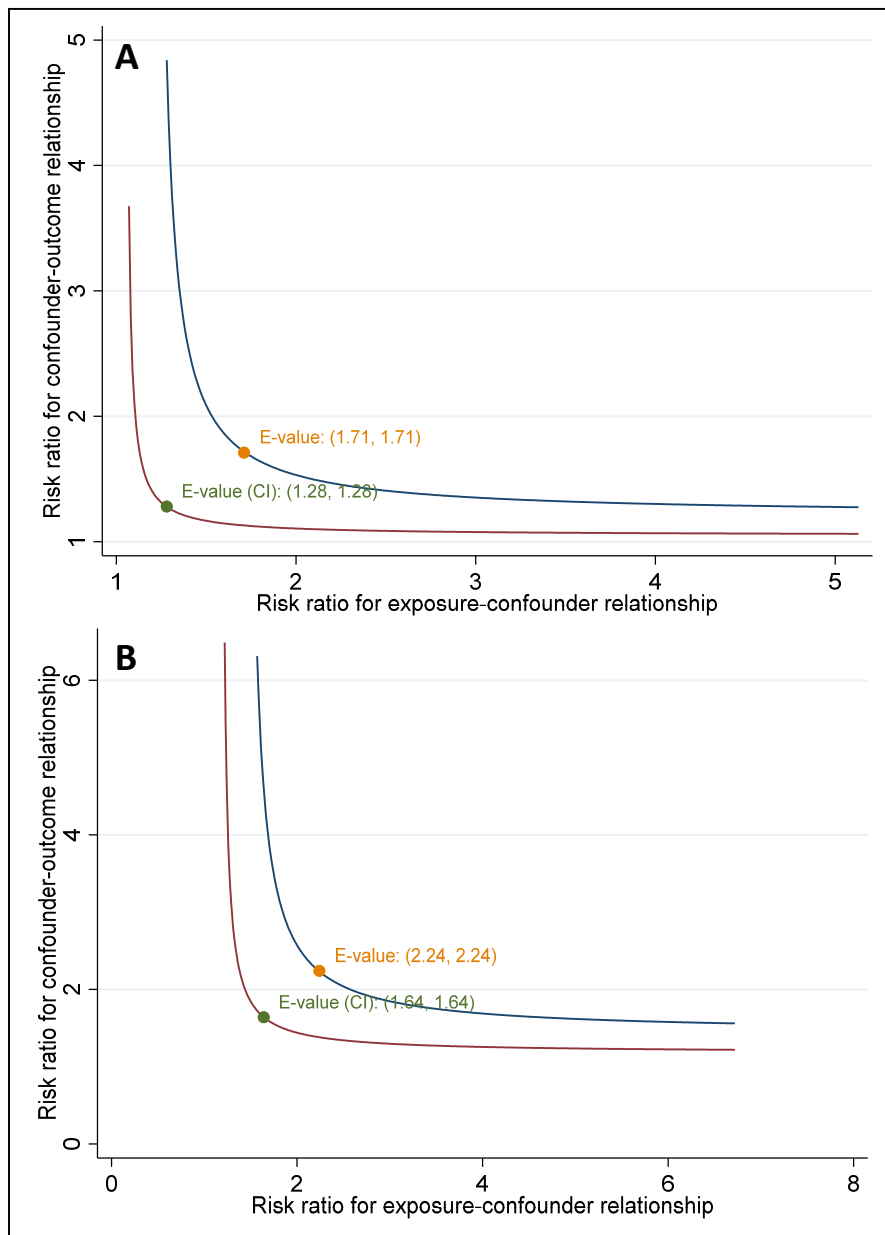 A
5
4
3
2
1
Risk ratio for confounder-outcome relationship
E-value: (1.71, 1.71)
E-value (CI): (1.28, 1.28)
1
2
3
4
5
Risk ratio for exposure-confounder relationship
B
6
4
2
0
Risk ratio for confounder-outcome relationship
E-value: (2.24, 2.24)
E-value (CI): (1.64, 1.64)
0
2
4
6
8
Risk ratio for exposure-confounder relationship